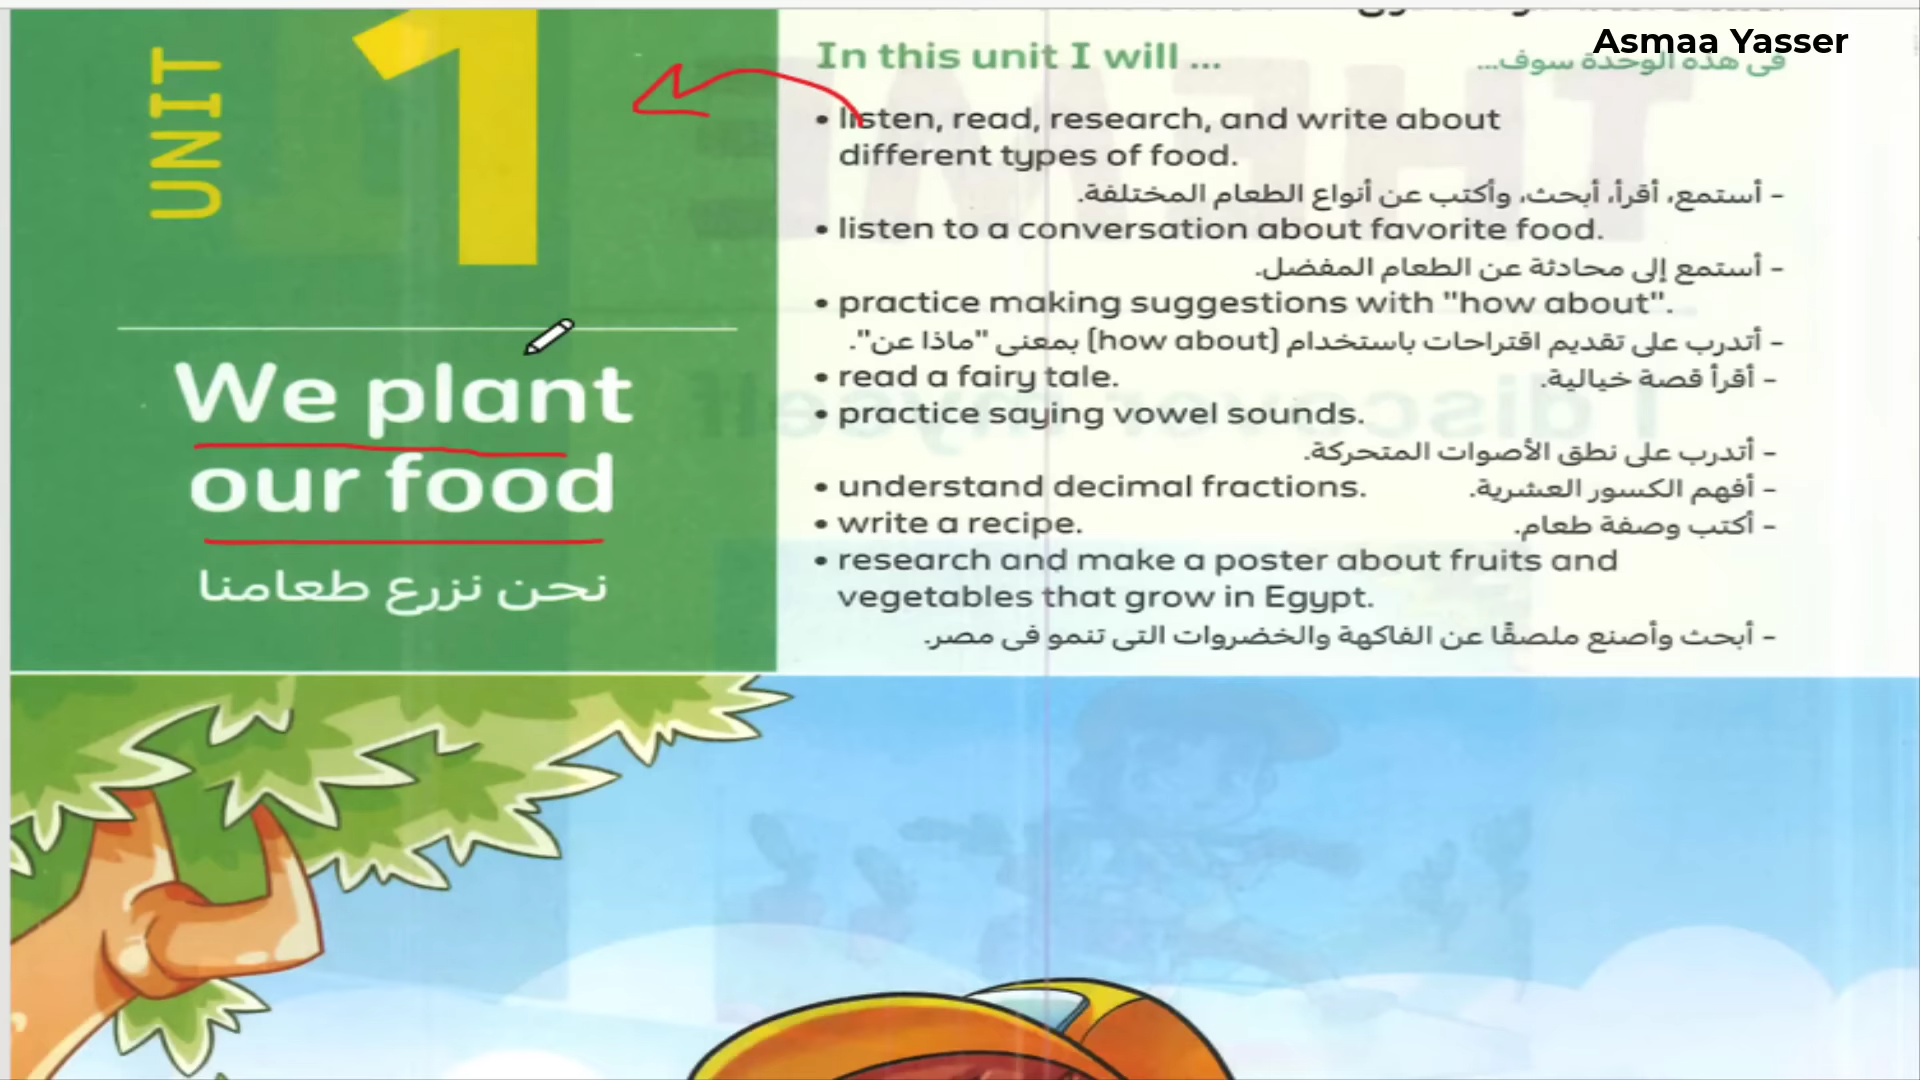 Asmaa Yasser
UNIT
1
We plant
our food
نحن نزرع طعامنا
In this unit I will ...
فى هذه الوحدة سوف...
• listen, read, research, and write about
different types of food.
- أستمع، أقرأ، أبحث، وأكتب عن أنواع الطعام المختلفة.
• listen to a conversation about favorite food.
- أستمع إلى محادثة عن الطعام المفضل.
• practice making suggestions with "how about".
- أتدرب على تقديم اقتراحات باستخدام (how about) بمعنى "ماذا عن".
• read a fairy tale.
- أقرأ قصة خيالية.
• practice saying vowel sounds.
- أتدرب على نطق الأصوات المتحركة.
• understand decimal fractions.
- أفهم الكسور العشرية.
• write a recipe.
- أكتب وصفة طعام.
• research and make a poster about fruits and
vegetables that grow in Egypt.
- أبحث وأصنع ملصقًا عن الفاكهة والخضروات التى تنمو فى مصر.